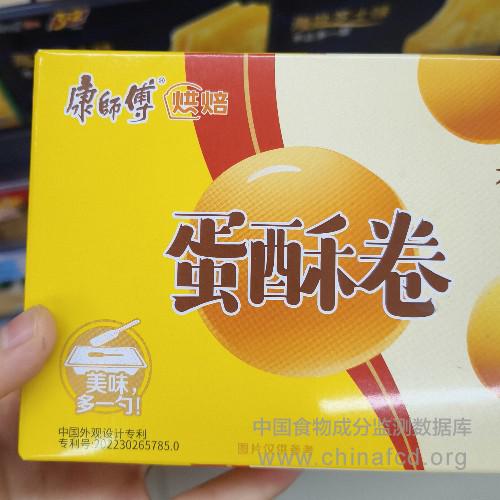 康師傅® 烘焙
蛋酥卷
美味,
多一勺!
中国外观设计专利
专利号:202230265785.0
图片仅供参考
中国食物成分监测数据库
www.chinafcd.org